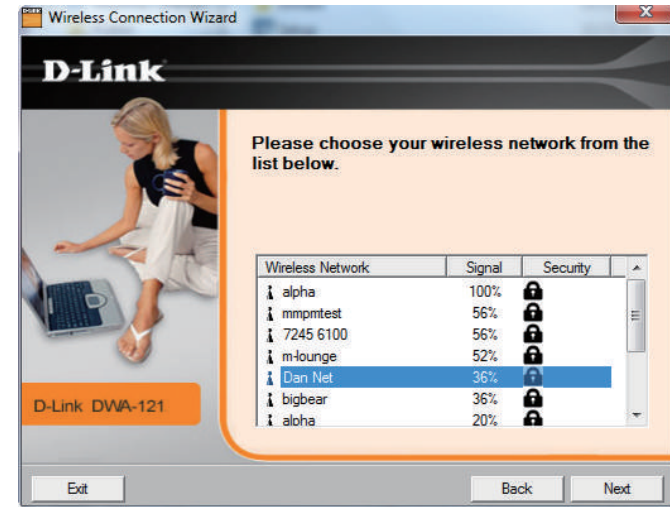 Wireless Connection Wizard
D-Link
Please choose your wireless network from the
list below.
Wireless Network Signal Security
alpha 100%
mmpmtest 56%
7245 6100 56%
m-lounge 52%
Dan Net 36%
bigbear 36%
alpha 20%
D-Link DWA-121
Exit Back Next